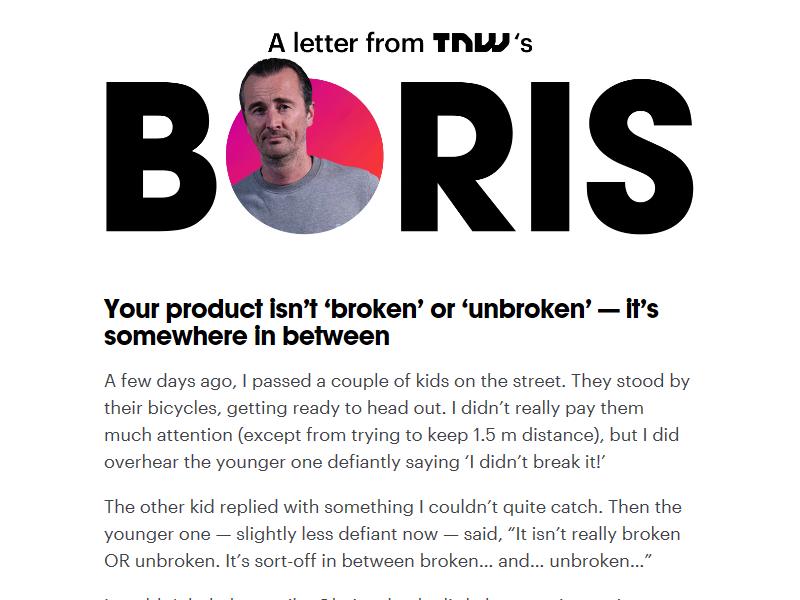 A letter from TNW's
BORIS
Your product isn’t ‘broken’ or ‘unbroken’ — it’s
somewhere in between
A few days ago, I passed a couple of kids on the street. They stood by
their bicycles, getting ready to head out. I didn’t really pay them
much attention (except from trying to keep 1.5 m distance), but I did
overhear the younger one defiantly saying ‘I didn’t break it!’
The other kid replied with something I couldn’t quite catch. Then the
younger one — slightly less defiant now — said, “It isn’t really broken
OR unbroken. It’s sort-off in between broken… and… unbroken…”